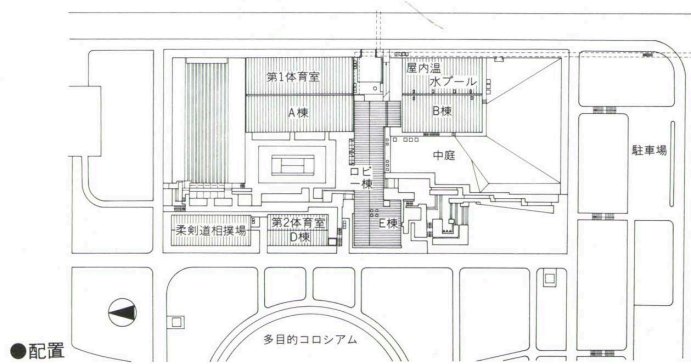 第1体育室
A棟
屋内温
水プール
B棟
駐車場
中庭
ロビ
ー棟
柔剣道相撲場
第2体育室
D棟
E棟
多目的コロシアム
●配置